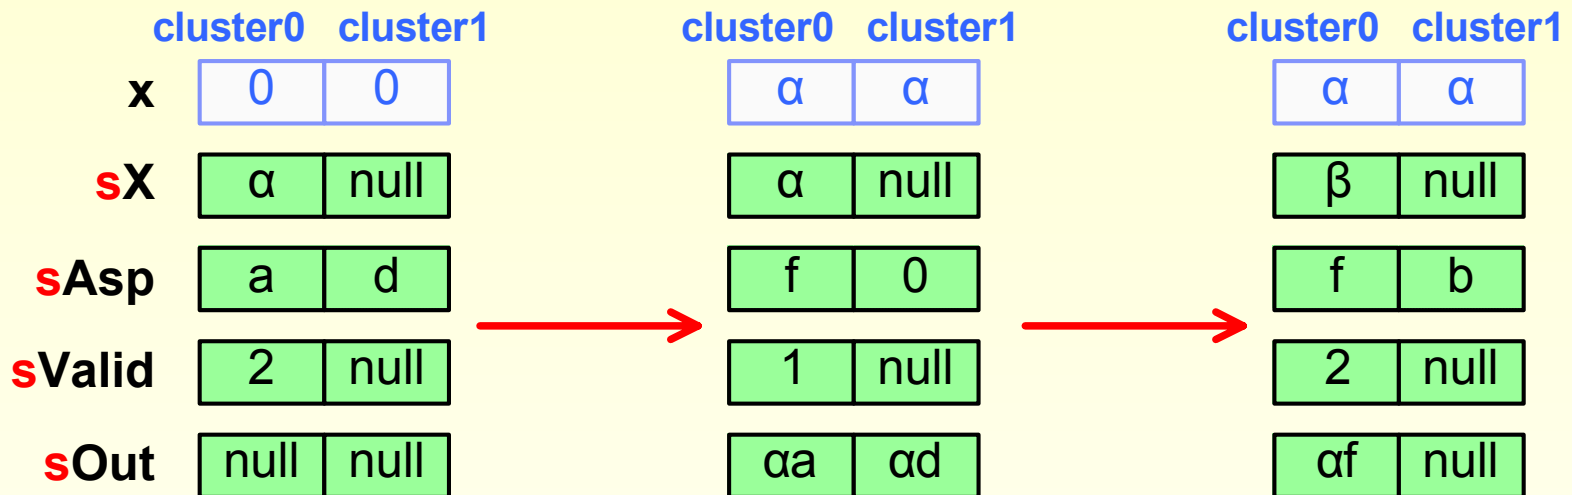 cluster0 cluster1 cluster0 cluster1 cluster0 cluster1
x 0 0 α α α α
sX α null α null β null
sAsp a d f 0 f b
sValid 2 null 1 null 2 null
sOut null null αa αd αf null